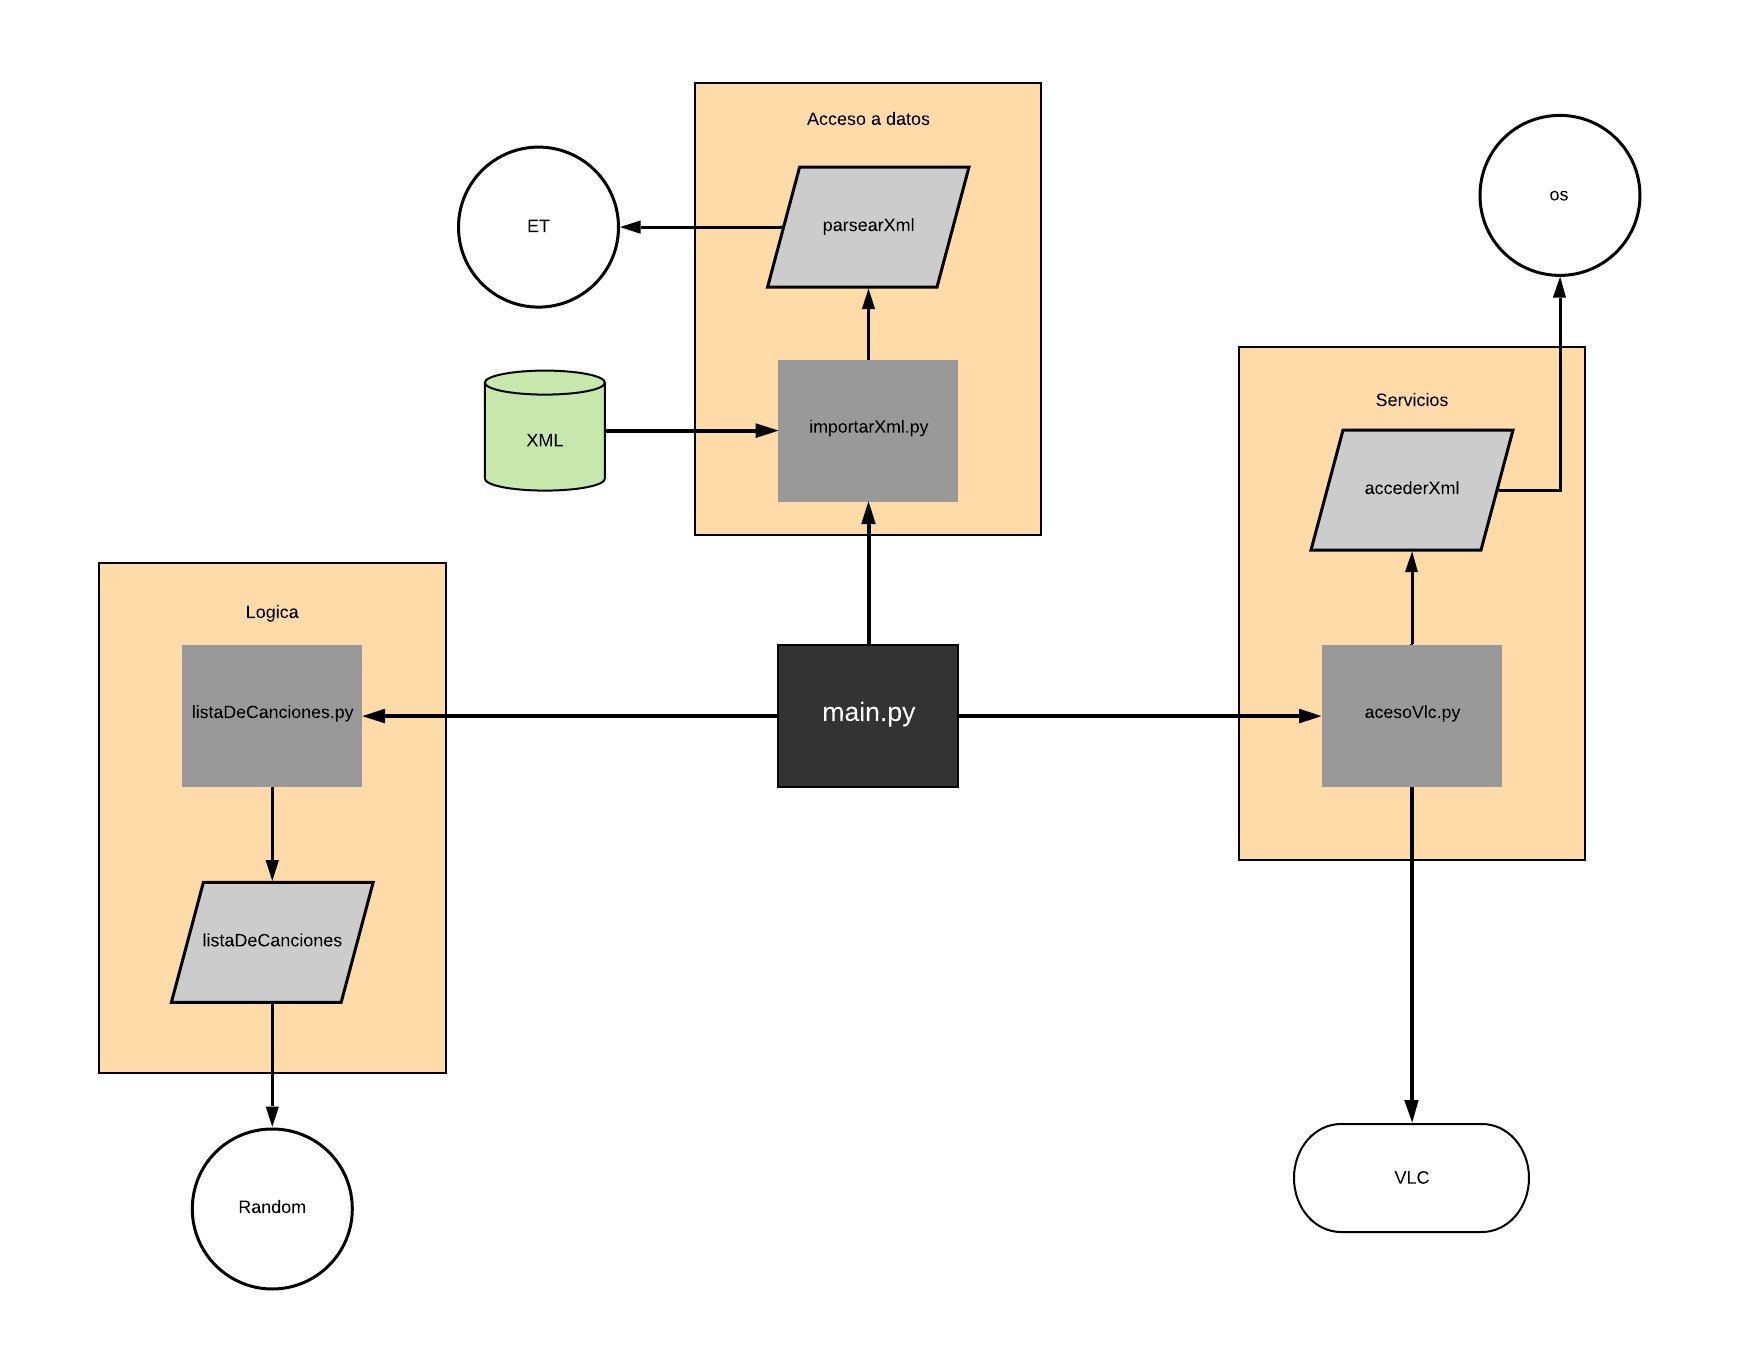 Acceso a datos
os
ET
parsearXml
Servicios
XML
importarXml.py
accederXml
Logica
listaDeCanciones.py
main.py
acesoVlc.py
listaDeCanciones
VLC
Random